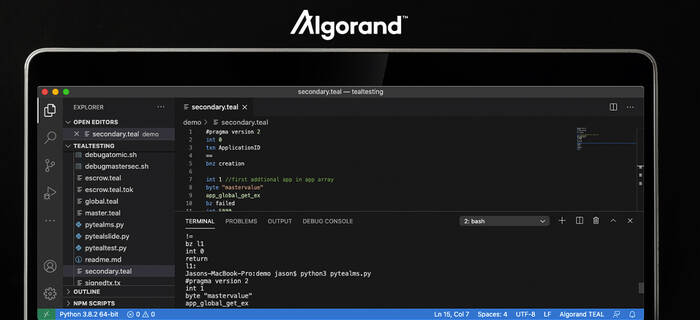 Algorand™
secondary.teal — tealtesting
EXPLORER
OPEN EDITORS
secondary.teal demo
TEALTESTING
debugatomic.sh
debugmastersec.sh
escrow.teal
escrow.teal.tok
global.teal
master.teal
pytealms.py
pytealslide.py
pytealtest.py
readme.md
secondary.teal
signedtx.tx
OUTLINE
NPM SCRIPTS
secondary.teal
demo > secondary.teal
1 #pragma version 2
2 int 0
3 txn ApplicationID
4 ==
5 bnz creation
6
7 int 1 //first addtional app in app array
8 byte "mastervalue"
9 app_global_get_ex
10 bz failed
TERMINAL PROBLEMS OUTPUT DEBUG CONSOLE 2: bash
!=
bz l1
int 0
return
l1:
Jasons-MacBook-Pro:demo jason$ python3 pytealms.py
#pragma version 2
int 1
byte "mastervalue"
app_global_get_ex
Python 3.8.2 64-bit 0 0 Ln 15, Col 7 Spaces: 4 UTF-8 LF Algorand TEAL